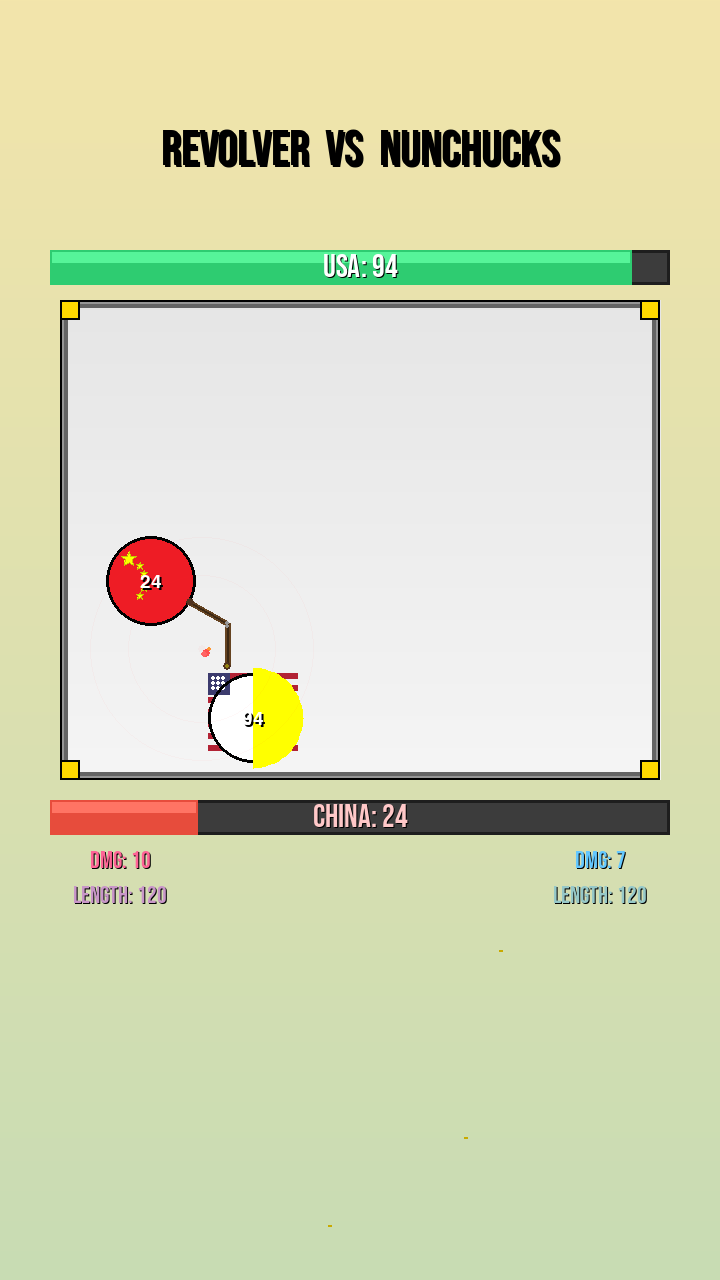 REVOLVER VS NUNCHUCKS
USA: 94
24
94
CHINA: 24
DMG: 10
DMG: 7
LENGTH: 120
LENGTH: 120